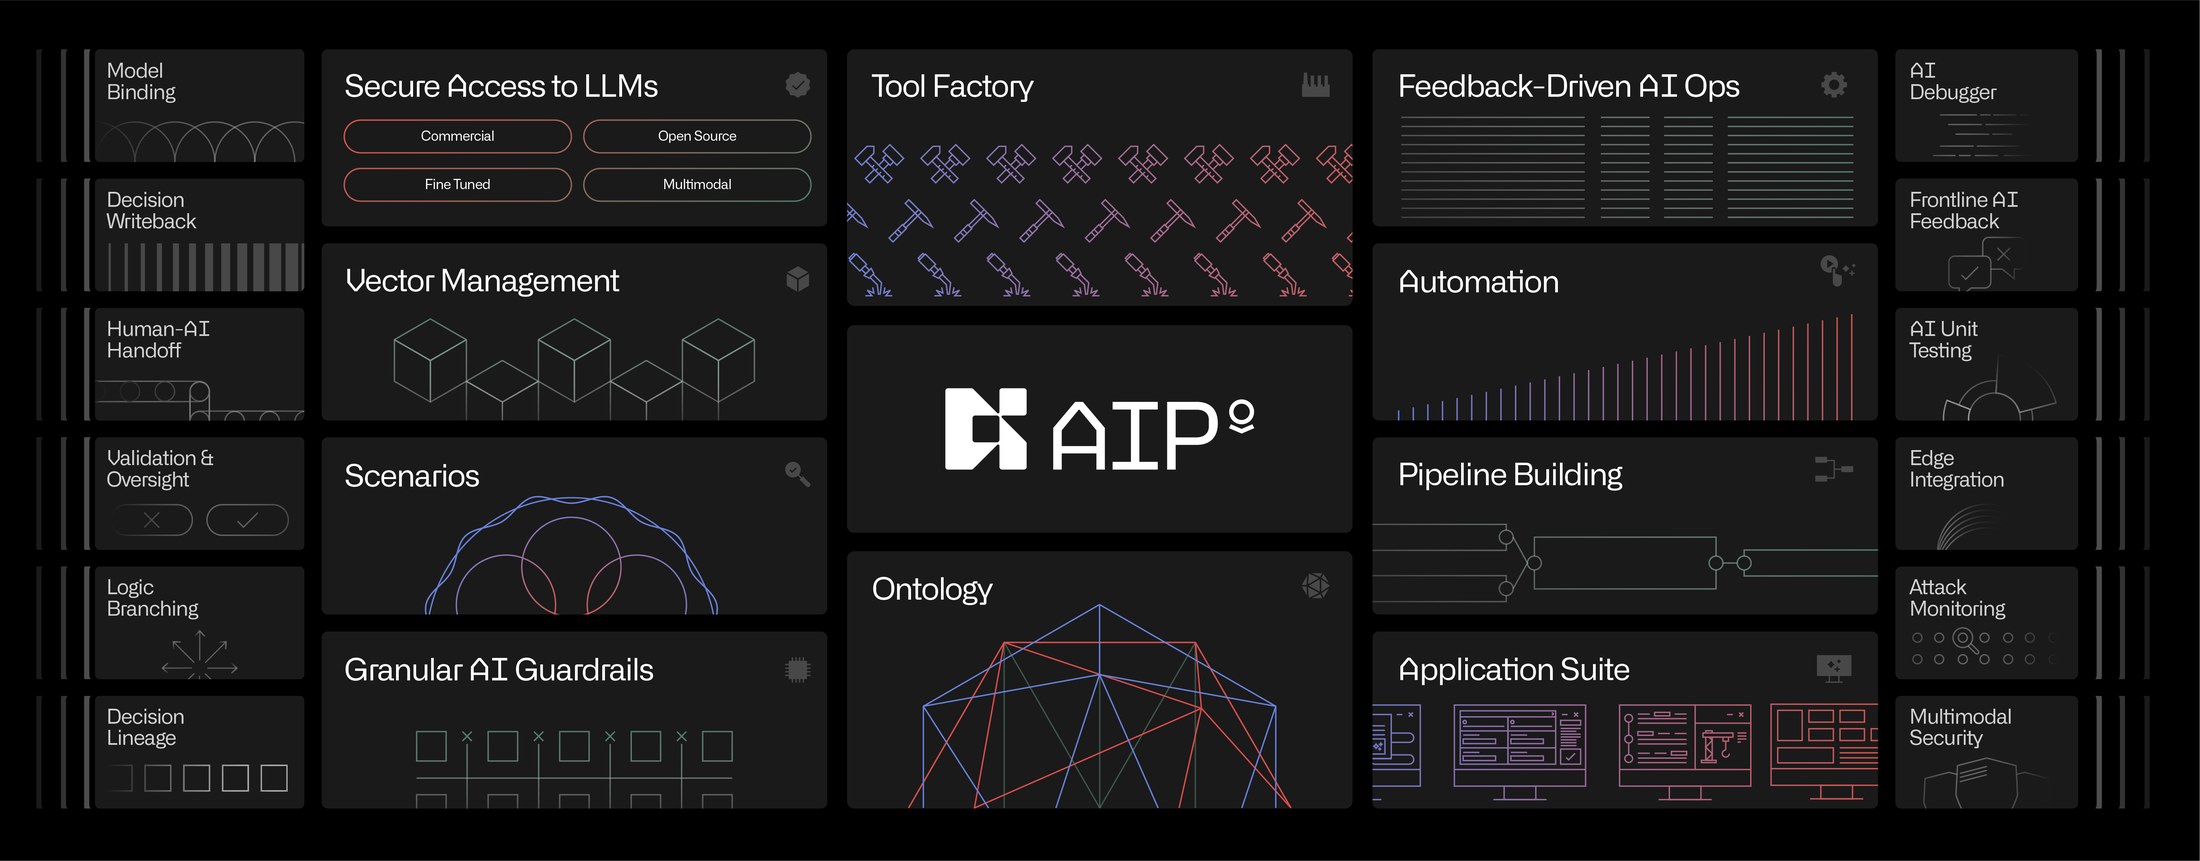 Model
Binding
Decision
Writeback
Human-AI
Handoff
Validation &
Oversight
Logic
Branching
Decision
Lineage
Secure Access to LLMs
Commercial
Open Source
Fine Tuned
Multimodal
Vector Management
Scenarios
Granular AI Guardrails
Tool Factory
AIP
Ontology
Feedback-Driven AI Ops
Automation
Pipeline Building
Application Suite
AI
Debugger
Frontline AI
Feedback
AI Unit
Testing
Edge
Integration
Attack
Monitoring
Multimodal
Security